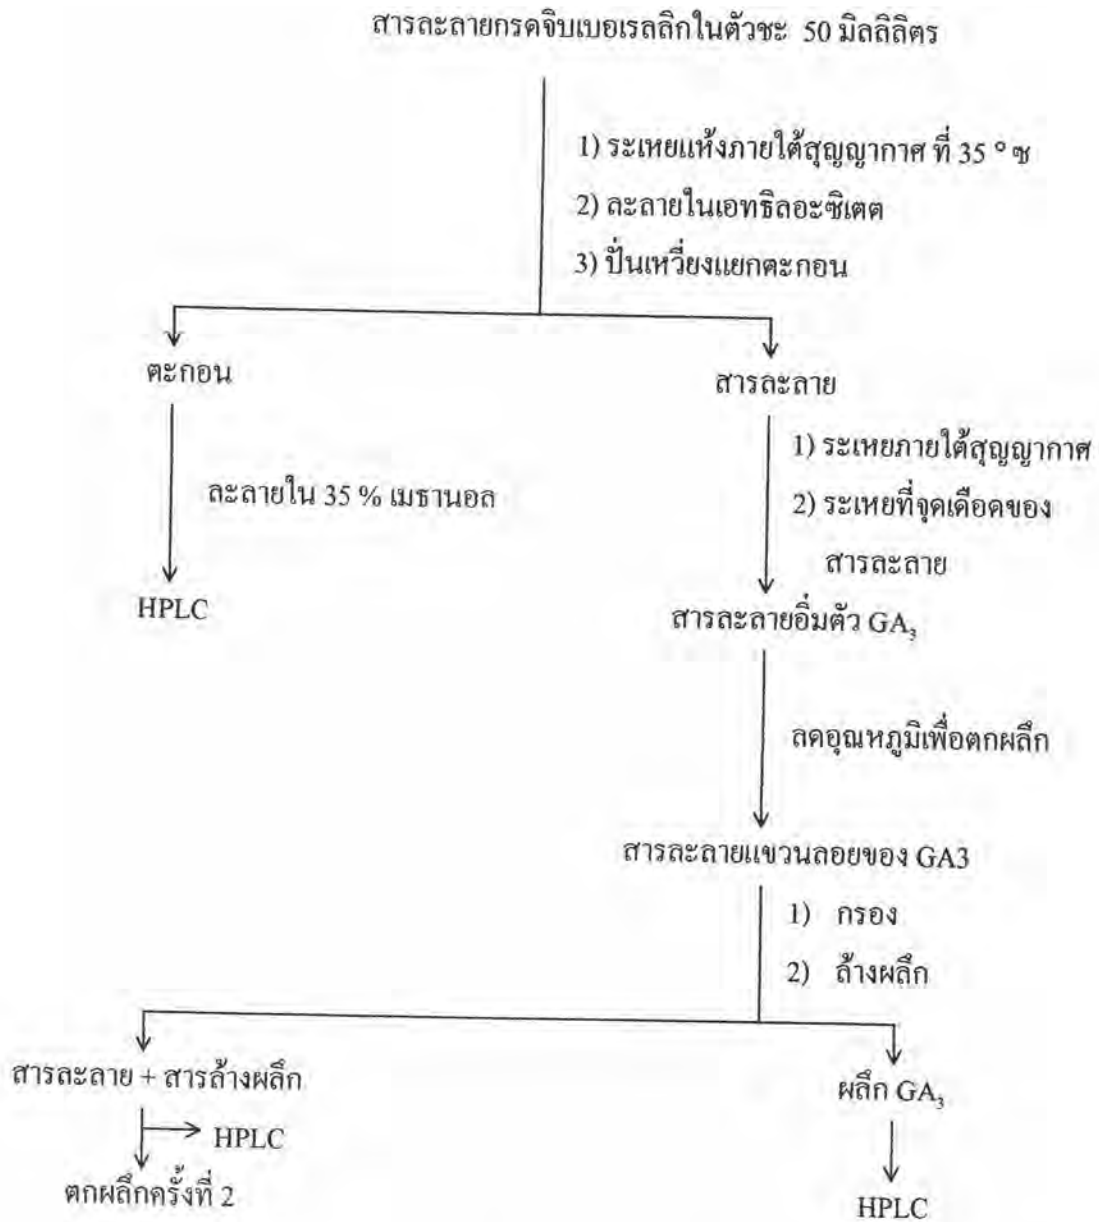 สารละลายกรดจิบเบอเรลลิกในตัวชะ 50 มิลลิลิตร
1) ระเหยแห้งภายใต้สุญญากาศ ที่ 35 ° ซ
2) ละลายในเอทธิลอะซิเตต
3) ปั่นเหวี่ยงแยกตะกอน
ตะกอน
สารละลาย
ละลายใน 35 % เมธานอล
1) ระเหยภายใต้สุญญากาศ
2) ระเหยที่จุดเดือดของ
สารละลาย
HPLC
สารละลายอิ่มตัว GA₃
ลดอุณหภูมิเพื่อตกผลึก
สารละลายแขวนลอยของ GA3
1) กรอง
2) ล้างผลึก
สารละลาย + สารล้างผลึก
ผลึก GA₃
HPLC
ตกผลึกครั้งที่ 2
HPLC